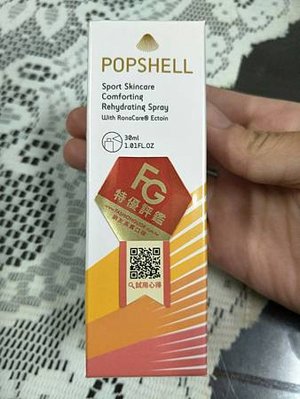 POPSHELL
Sport Skincare
Comforting
Rehydrating Spray
With RonaCare® Ectoin
30ml
1.01FL.OZ
FG
特優評鑑
試用心得